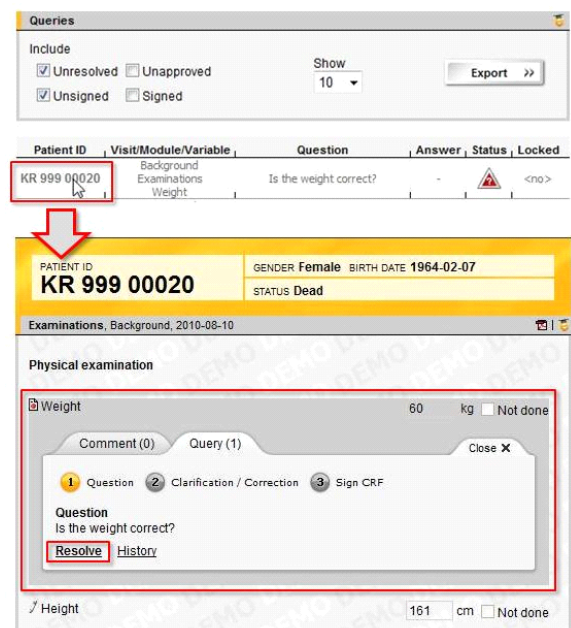 Queries
Include
Unresolved Unapproved
Unsigned Signed
Show
10
Export >>
Patient ID Visit/Module/Variable Question Answer Status Locked
KR 999 00020 Background Examinations Weight Is the weight correct? - <no>
PATIENT ID
KR 999 00020
GENDER Female BIRTH DATE 1964-02-07
STATUS Dead
Examinations, Background, 2010-08-10
Physical examination
Weight 60 kg Not done
Comment (0) Query (1) Close X
1 Question 2 Clarification / Correction 3 Sign CRF
Question
Is the weight correct?
Resolve History
Height 161 cm Not done
DEMO DEMO DEMO